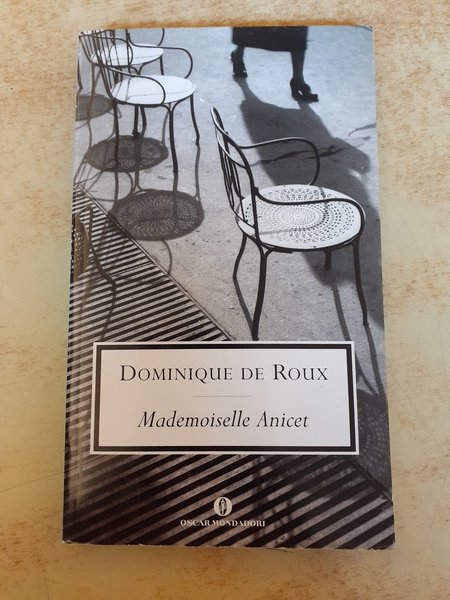 DOMINIQUE DE ROUX
Mademoiselle Anicet
OSCAR MONDADORI